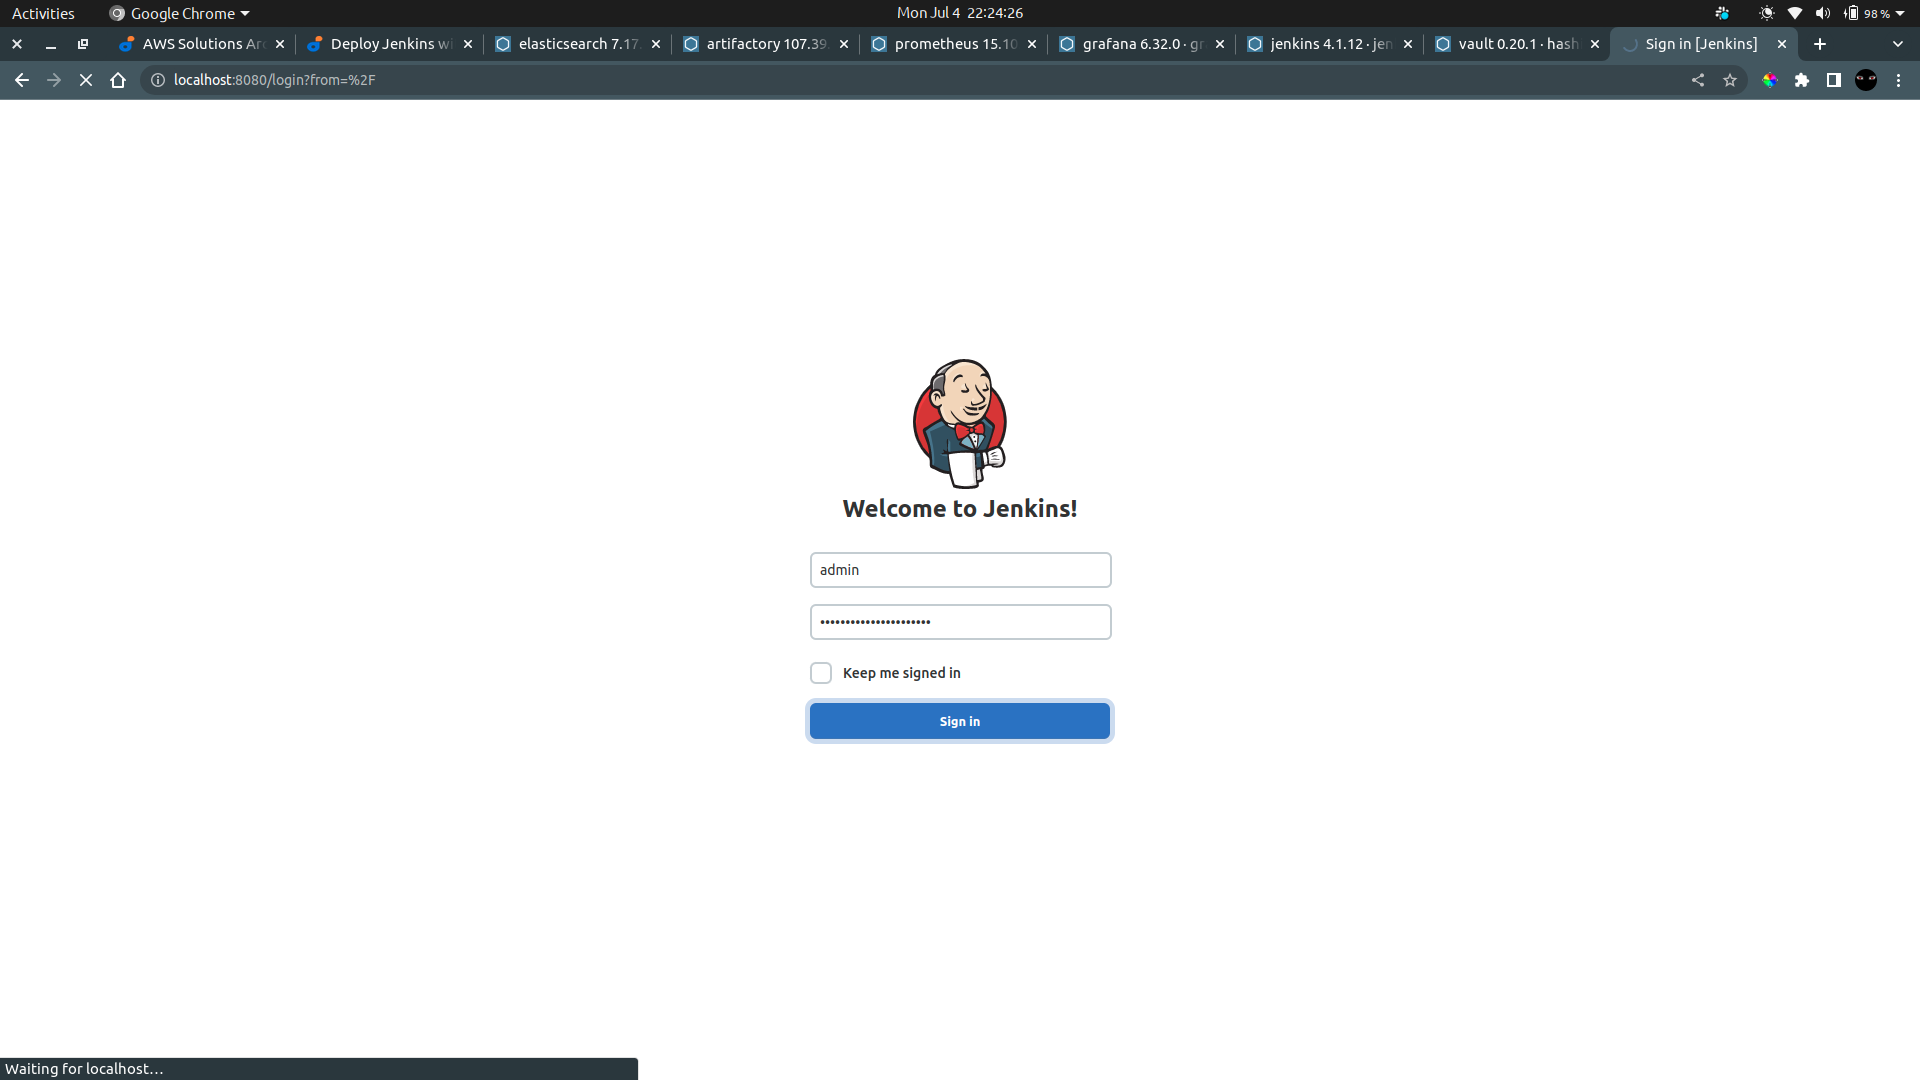 Activities
Google Chrome
Mon Jul 4 22:24:26
98 %
AWS Solutions Arc
Deploy Jenkins wi
elasticsearch 7.17.
artifactory 107.39.
prometheus 15.10
grafana 6.32.0 · gr
jenkins 4.1.12 · jen
vault 0.20.1 · hash
Sign in [Jenkins]
localhost:8080/login?from=%2F
Welcome to Jenkins!
admin
••••••••••••••••••••••
Keep me signed in
Sign in
Waiting for localhost…